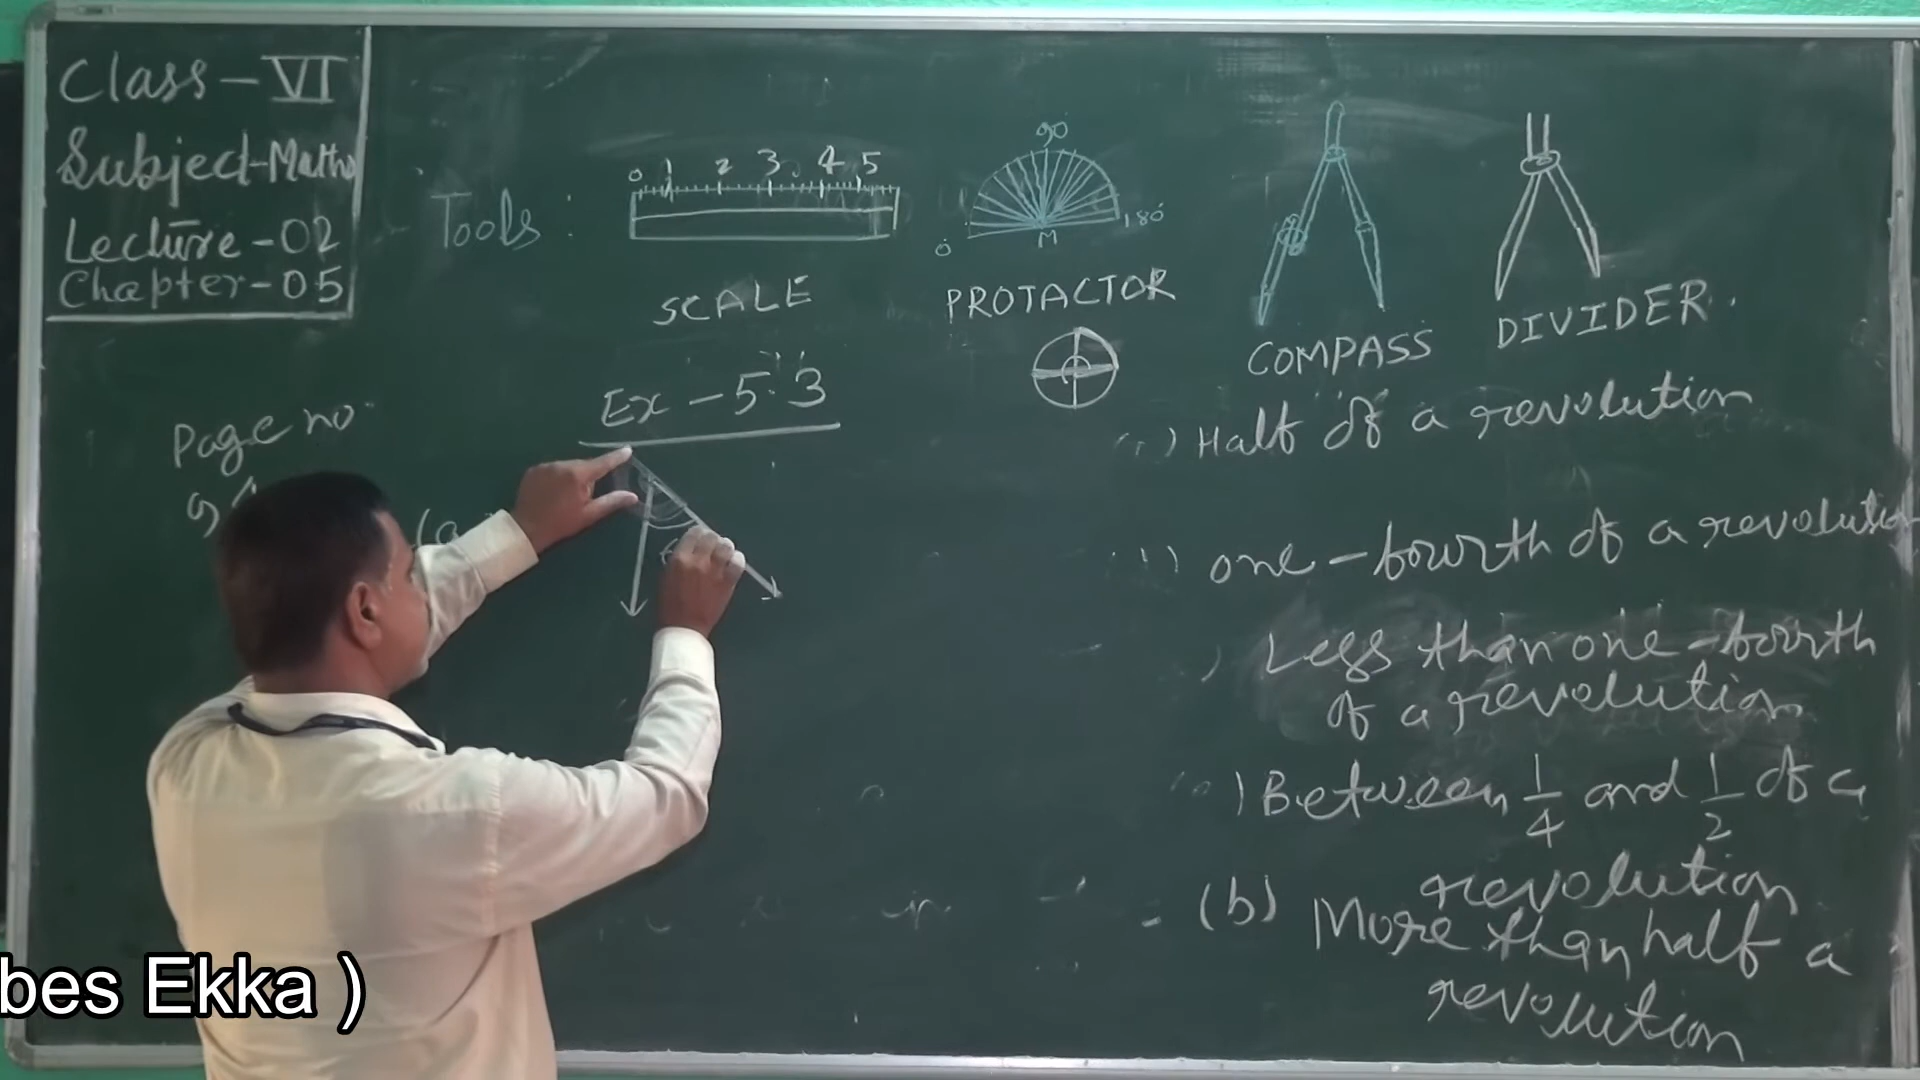 Class - VI
Subject - Maths
Lecture - 02
Chapter - 05
Tools :
0 1 2 3 4 5
SCALE
90
0 180
M
PROTACTOR
COMPASS
DIVIDER.
Ex - 5.3
Page no.
(a
) Half of a revolution
) one - fourth of a revolution
) Less than one - fourth
of a revolution
) Between 1/4 and 1/2 of a
revolution
(b) More than half a
revolution
bes Ekka )